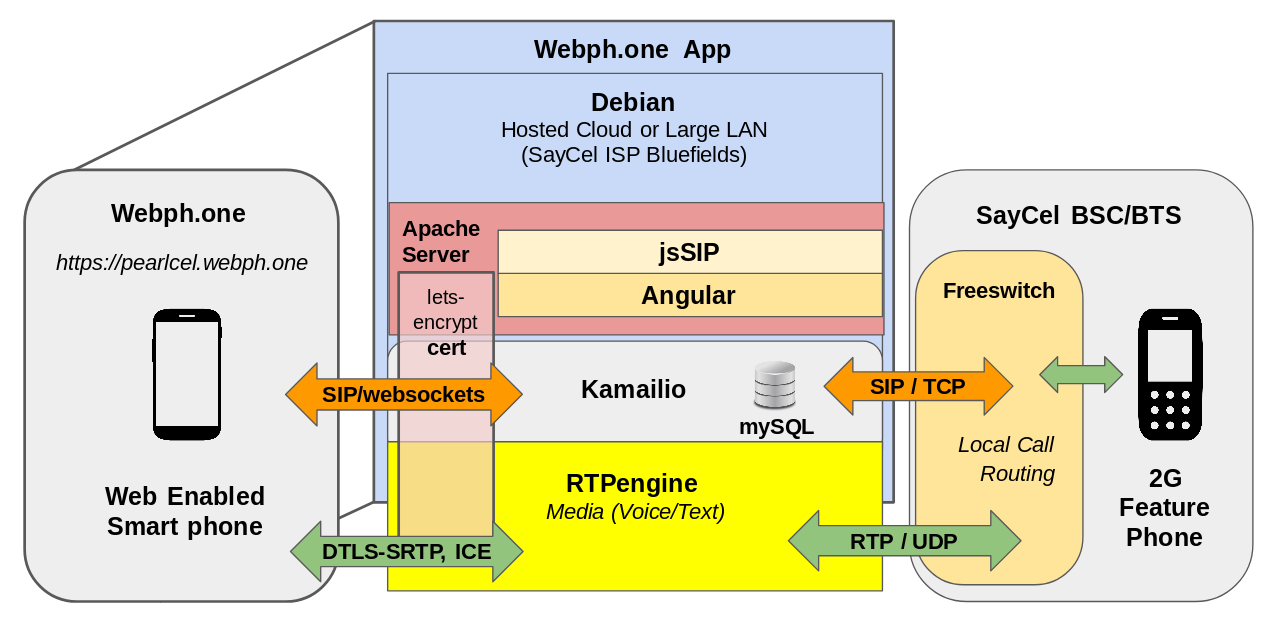 Webph.one App
Debian
Hosted Cloud or Large LAN
(SayCel ISP Bluefields)
Webph.one
https://pearlcel.webph.one
Web Enabled
Smart phone
Apache
Server
jsSIP
Angular
lets-
encrypt
cert
SIP/websockets
Kamailio
mySQL
SIP / TCP
RTPengine
Media (Voice/Text)
DTLS-SRTP, ICE
RTP / UDP
SayCel BSC/BTS
Freeswitch
Local Call
Routing
2G
Feature
Phone